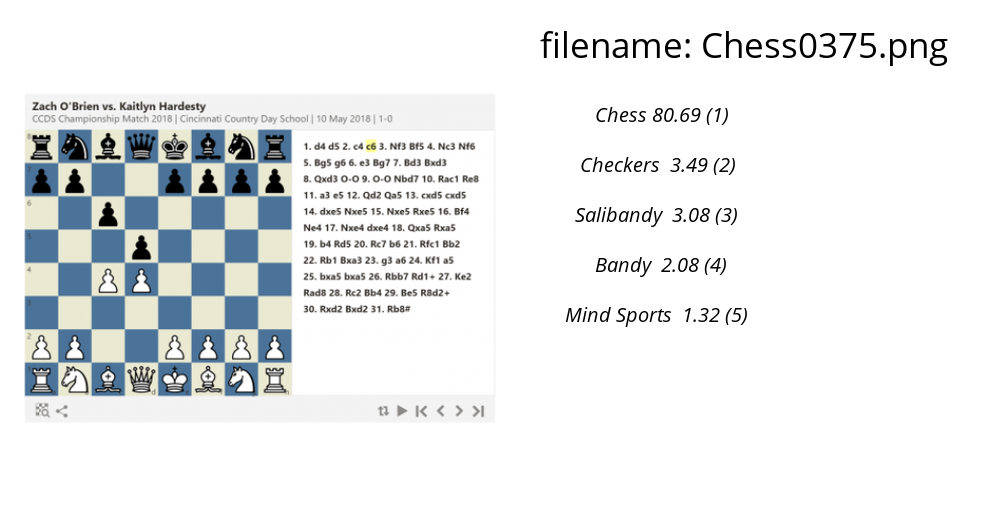 filename: Chess0375.png
Zach O'Brien vs. Kaitlyn Hardesty
CCDS Championship Match 2018 | Cincinnati Country Day School | 10 May 2018 | 1-0
1. d4 d5 2. c4 c6 3. Nf3 Bf5 4. Nc3 Nf6
5. Bg5 g6 6. e3 Bg7 7. Bd3 Bxd3
8. Qxd3 O-O 9. O-O Nbd7 10. Rac1 Re8
11. a3 e5 12. Qd2 Qa5 13. cxd5 cxd5
14. dxe5 Nxe5 15. Nxe5 Rxe5 16. Bf4
Ne4 17. Nxe4 dxe4 18. Qxa5 Rxa5
19. b4 Rd5 20. Rc7 b6 21. Rfc1 Bb2
22. Rb1 Bxa3 23. g3 a6 24. Kf1 a5
25. bxa5 bxa5 26. Rbb7 Rd1+ 27. Ke2
Rad8 28. Rc2 Bb4 29. Be5 R8d2+
30. Rxd2 Bxd2 31. Rb8#
8
6
4
2
Chess 80.69 (1)
Checkers 3.49 (2)
Salibandy 3.08 (3)
Bandy 2.08 (4)
Mind Sports 1.32 (5)